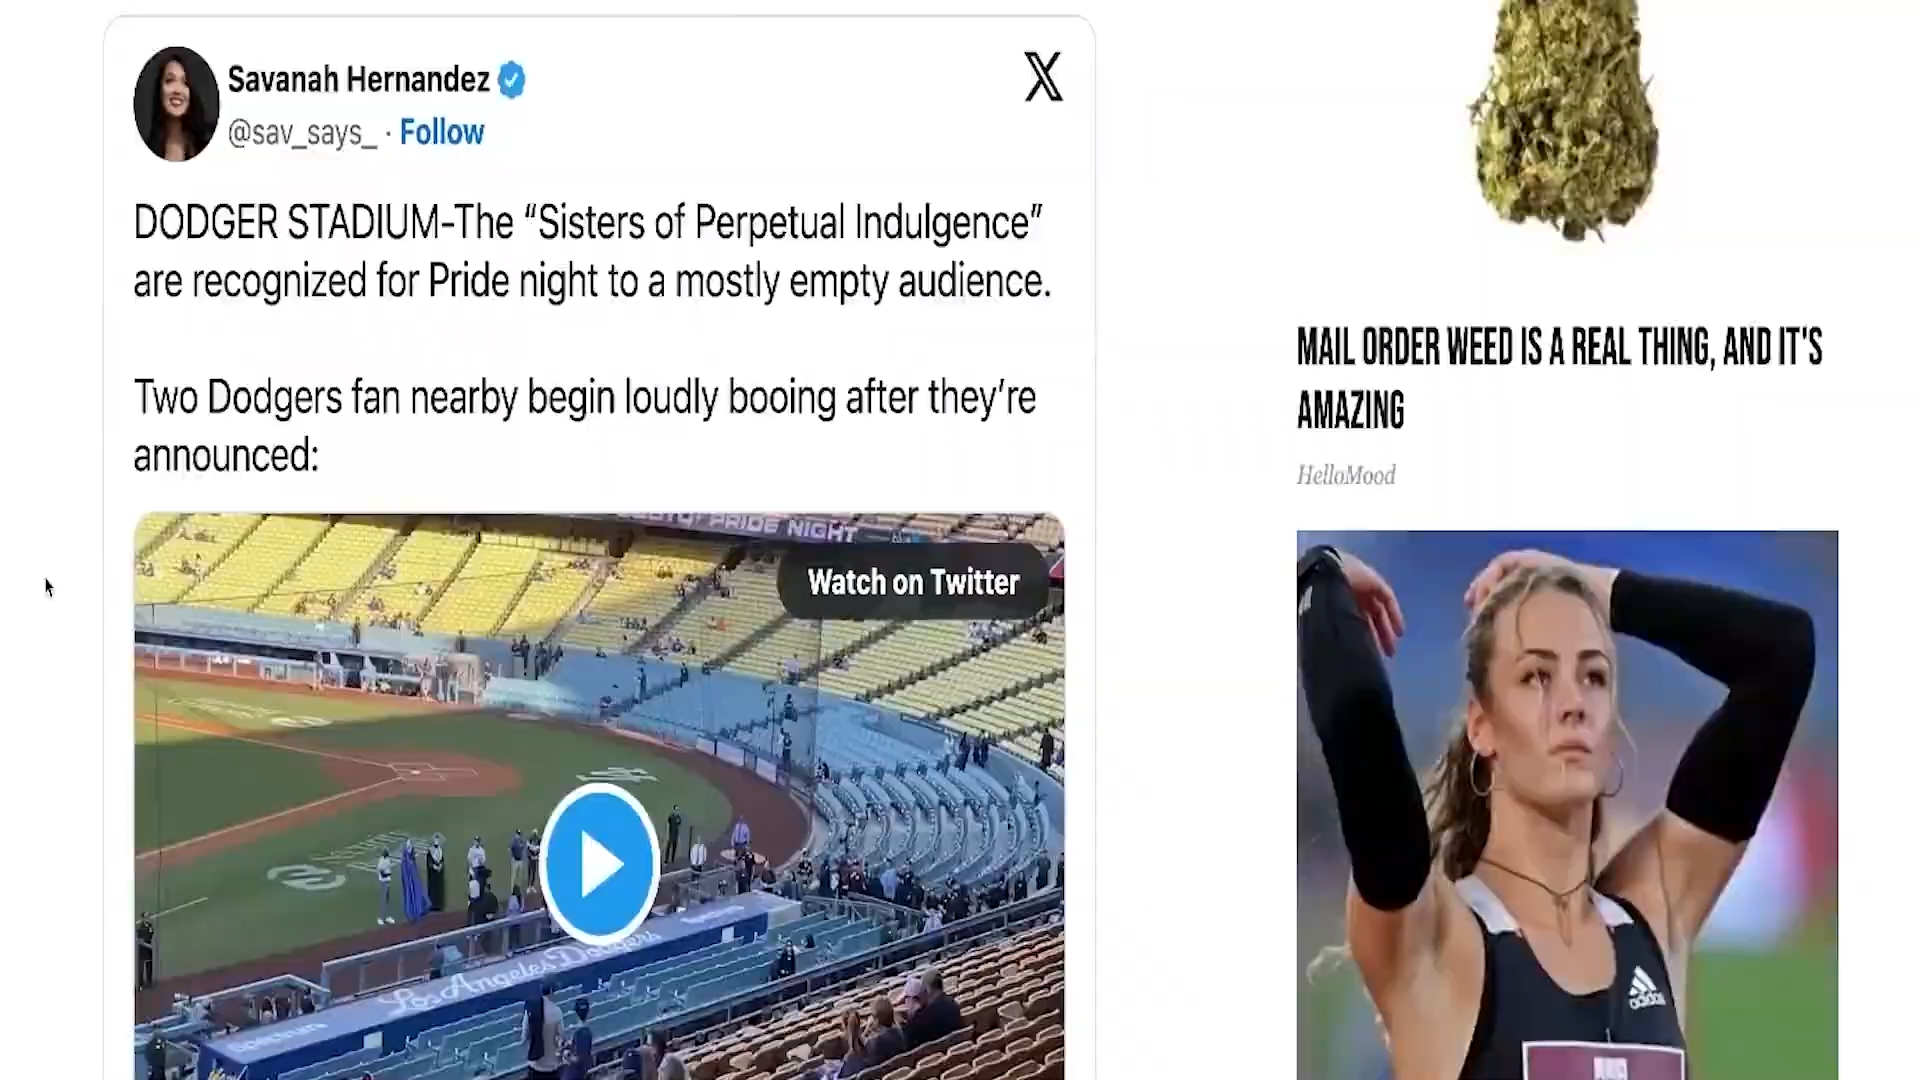 Savanah Hernandez
@sav_says_ · Follow
DODGER STADIUM-The “Sisters of Perpetual Indulgence”
are recognized for Pride night to a mostly empty audience.
Two Dodgers fan nearby begin loudly booing after they’re
announced:
PRIDE NIGHT
Watch on Twitter
Los Angeles Dodgers
MAIL ORDER WEED IS A REAL THING, AND IT'S
AMAZING
HelloMood
adidas